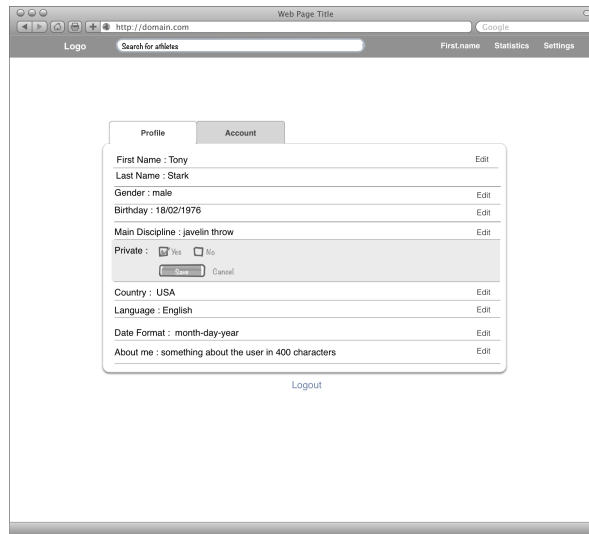 Web Page Title
http://domain.com
Google
Logo
Search for athletes
First.name Statistics Settings
Profile Account
First Name : Tony Edit
Last Name : Stark
Gender : male Edit
Birthday : 18/02/1976 Edit
Main Discipline : javelin throw Edit
Private : Yes No
Save Cancel
Country : USA Edit
Language : English Edit
Date Format : month-day-year Edit
About me : something about the user in 400 characters Edit
Logout